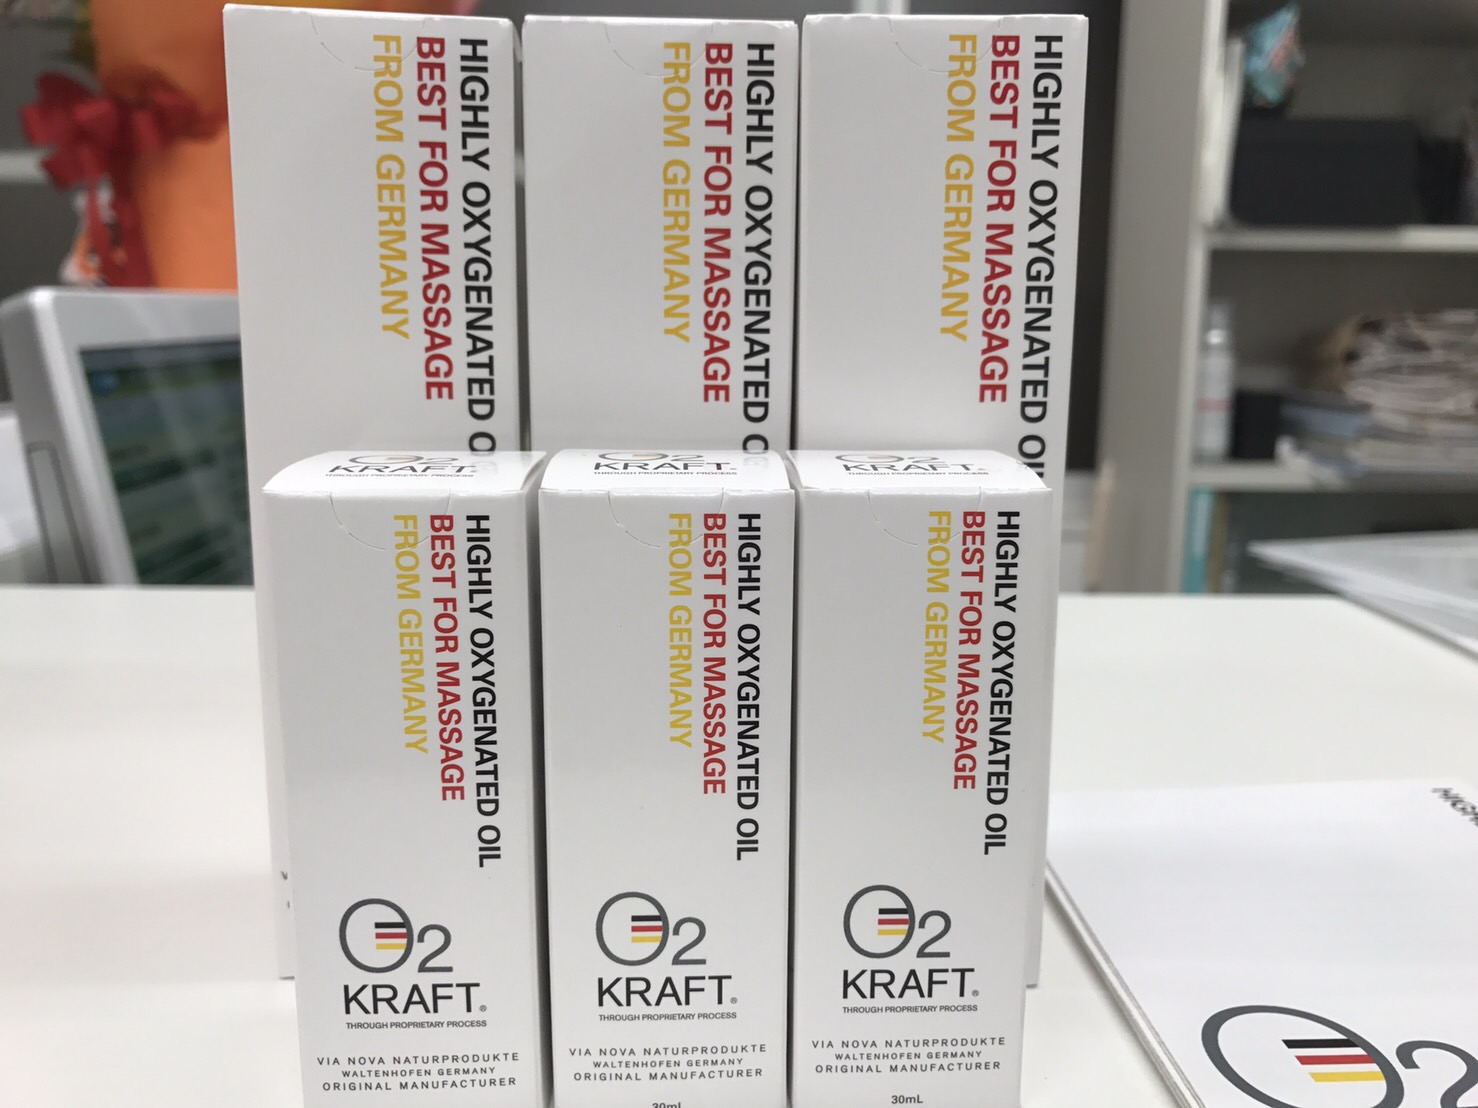 HIGHLY OXYGENATED O
BEST FOR MASSAGE
FROM GERMANY
HIGHLY OXYGENATED O
BEST FOR MASSAGE
FROM GERMANY
HIGHLY OXYGENATED OIL
BEST FOR MASSAGE
FROM GERMANY
O2
KRAFT®
THROUGH PROPRIETARY PROCESS
O2
KRAFT®
THROUGH PROPRIETARY PROCESS
O2
KRAFT®
THROUGH PROPRIETARY PROCESS
HIGHLY OXYGENATED OIL
BEST FOR MASSAGE
FROM GERMANY
O2
KRAFT®
THROUGH PROPRIETARY PROCESS
VIA NOVA NATURPRODUKTE
WALTENHOFEN GERMANY
ORIGINAL MANUFACTURER
HIGHLY OXYGENATED OIL
BEST FOR MASSAGE
FROM GERMANY
O2
KRAFT®
THROUGH PROPRIETARY PROCESS
VIA NOVA NATURPRODUKTE
WALTENHOFEN GERMANY
ORIGINAL MANUFACTURER
30mL
HIGHLY OXYGENATED OIL
BEST FOR MASSAGE
FROM GERMANY
O2
KRAFT®
THROUGH PROPRIETARY PROCESS
VIA NOVA NATURPRODUKTE
WALTENHOFEN GERMANY
ORIGINAL MANUFACTURER
30mL
HIGH
O2